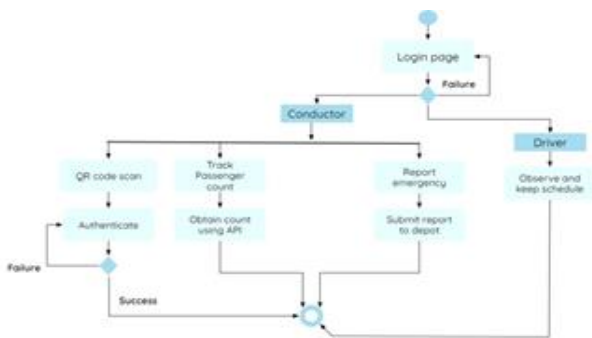 Login page
Failure
Conductor
Driver
QR code scan
Track
Passenger
count
Report
emergency
Observe and
keep schedule
Authenticate
Obtain count
using API
Submit report
to depot
Failure
Success